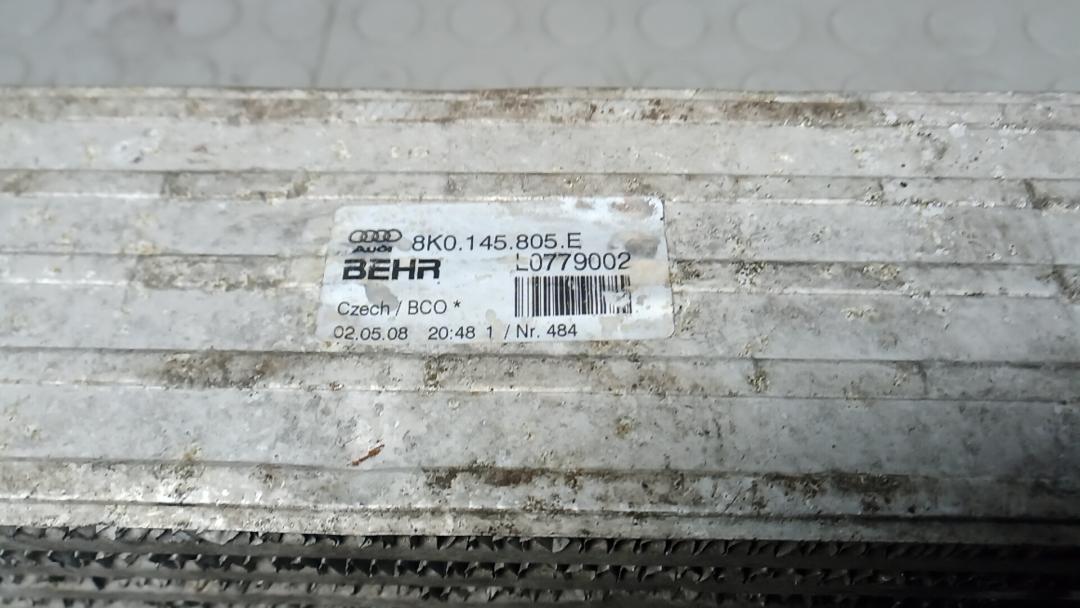 Audi 8K0.145.805.E
BEHR L0779002
Czech / BCO *
02.05.08 20:48 1 / Nr. 484